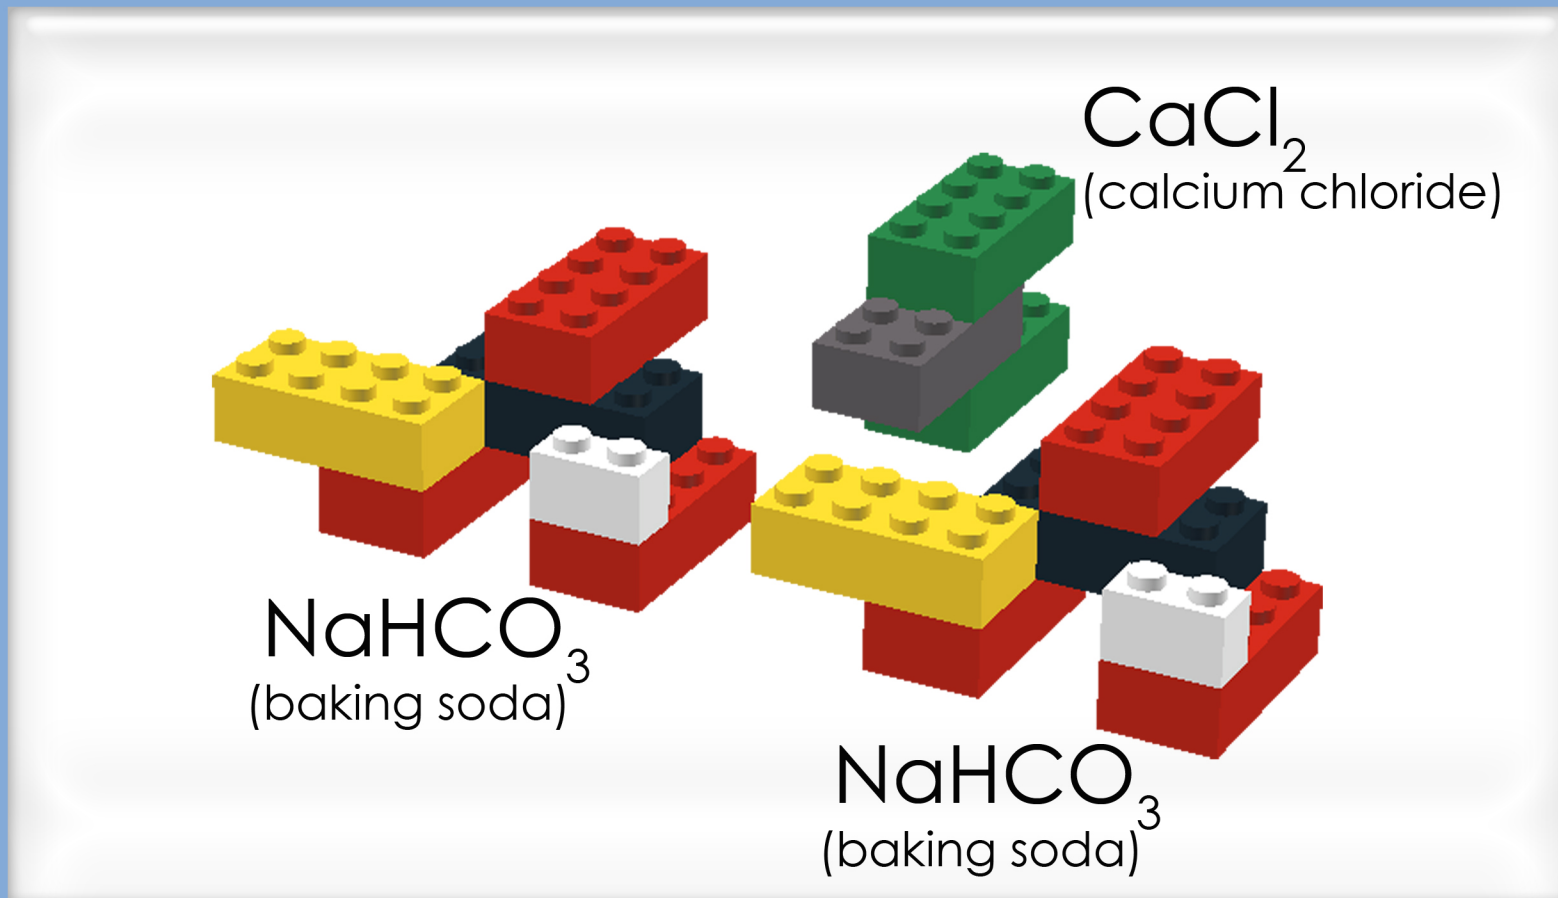 CaCl₂
(calcium chloride)
NaHCO₃
(baking soda)
NaHCO₃
(baking soda)